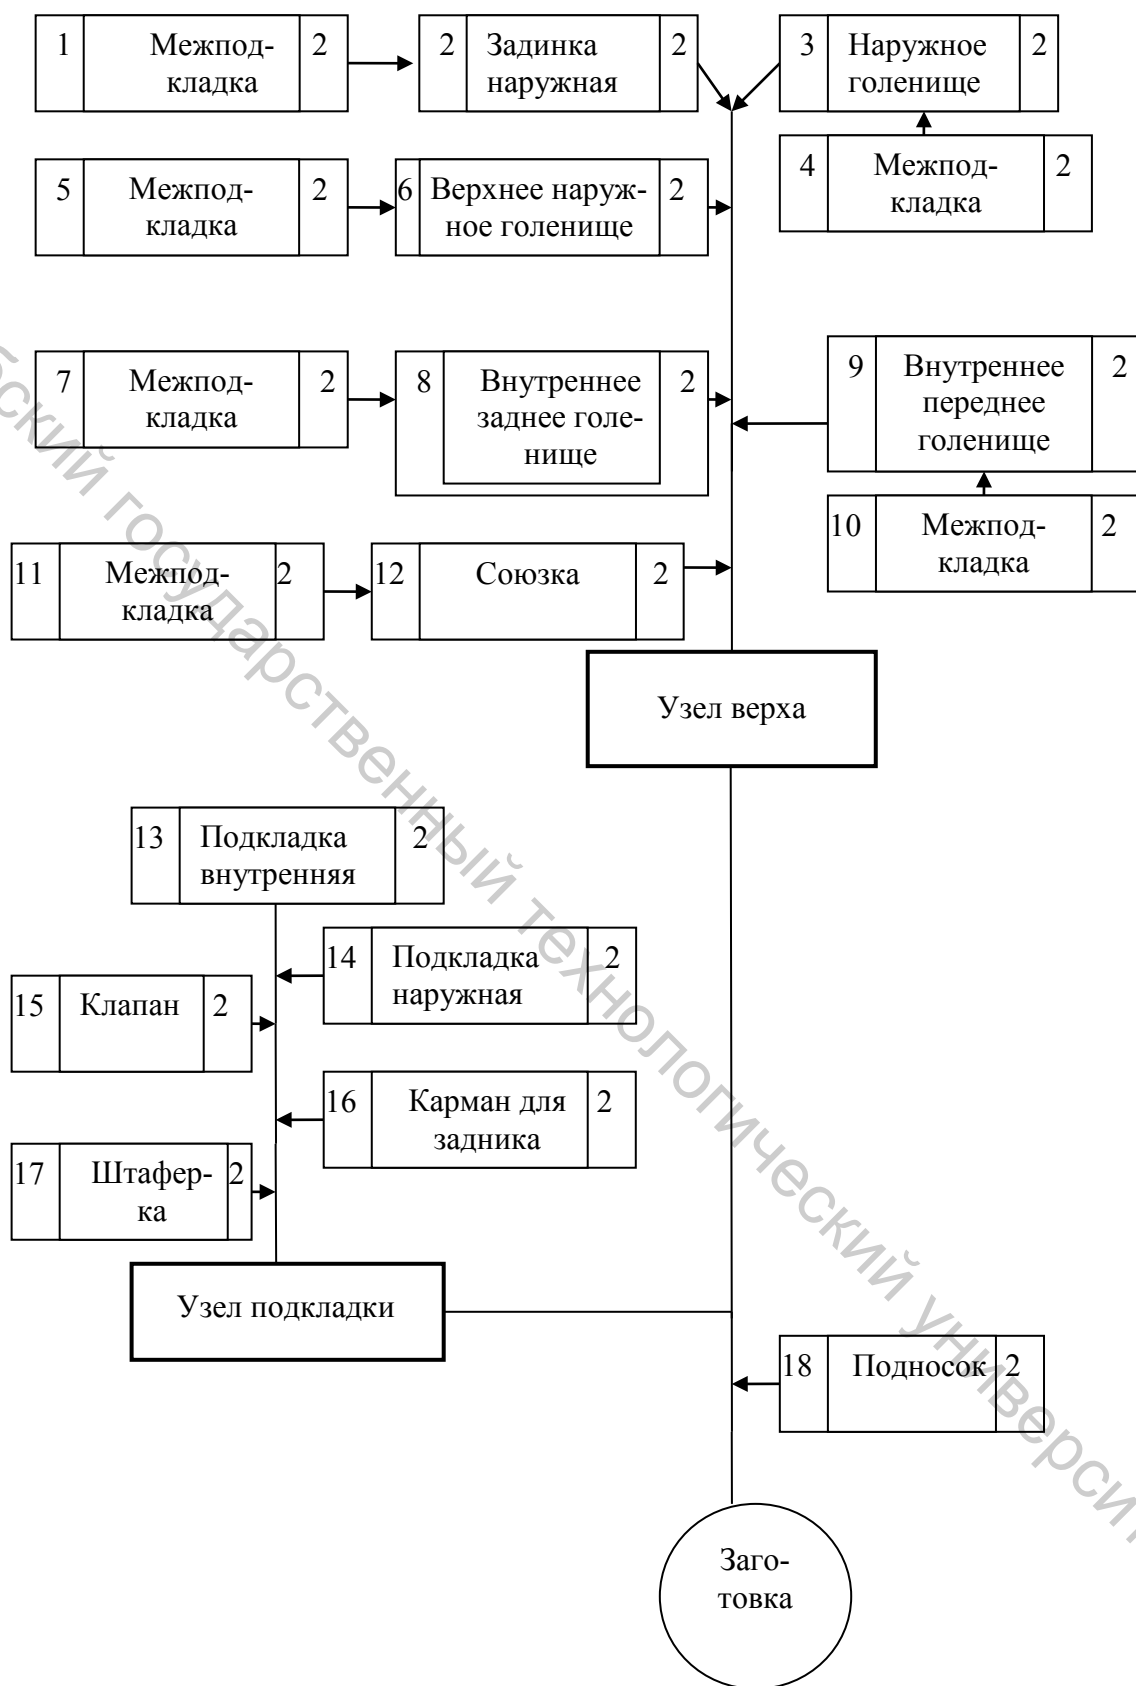 1 Межпод-
кладка 2
2 Задинка
наружная 2
3 Наружное
голенище 2
4 Межпод-
кладка 2
5 Межпод-
кладка 2
6 Верхнее наруж-
ное голенище 2
7 Межпод-
кладка 2
8 Внутреннее
заднее голе-
нище 2
9 Внутреннее
переднее
голенище 2
10 Межпод-
кладка 2
11 Межпод-
кладка 2
12 Союзка 2
Узел верха
13 Подкладка
внутренняя 2
14 Подкладка
наружная 2
15 Клапан 2
16 Карман для
задника 2
17 Штафер-
ка 2
Узел подкладки
18 Подносок 2
Заго-
товка
государственный технологический